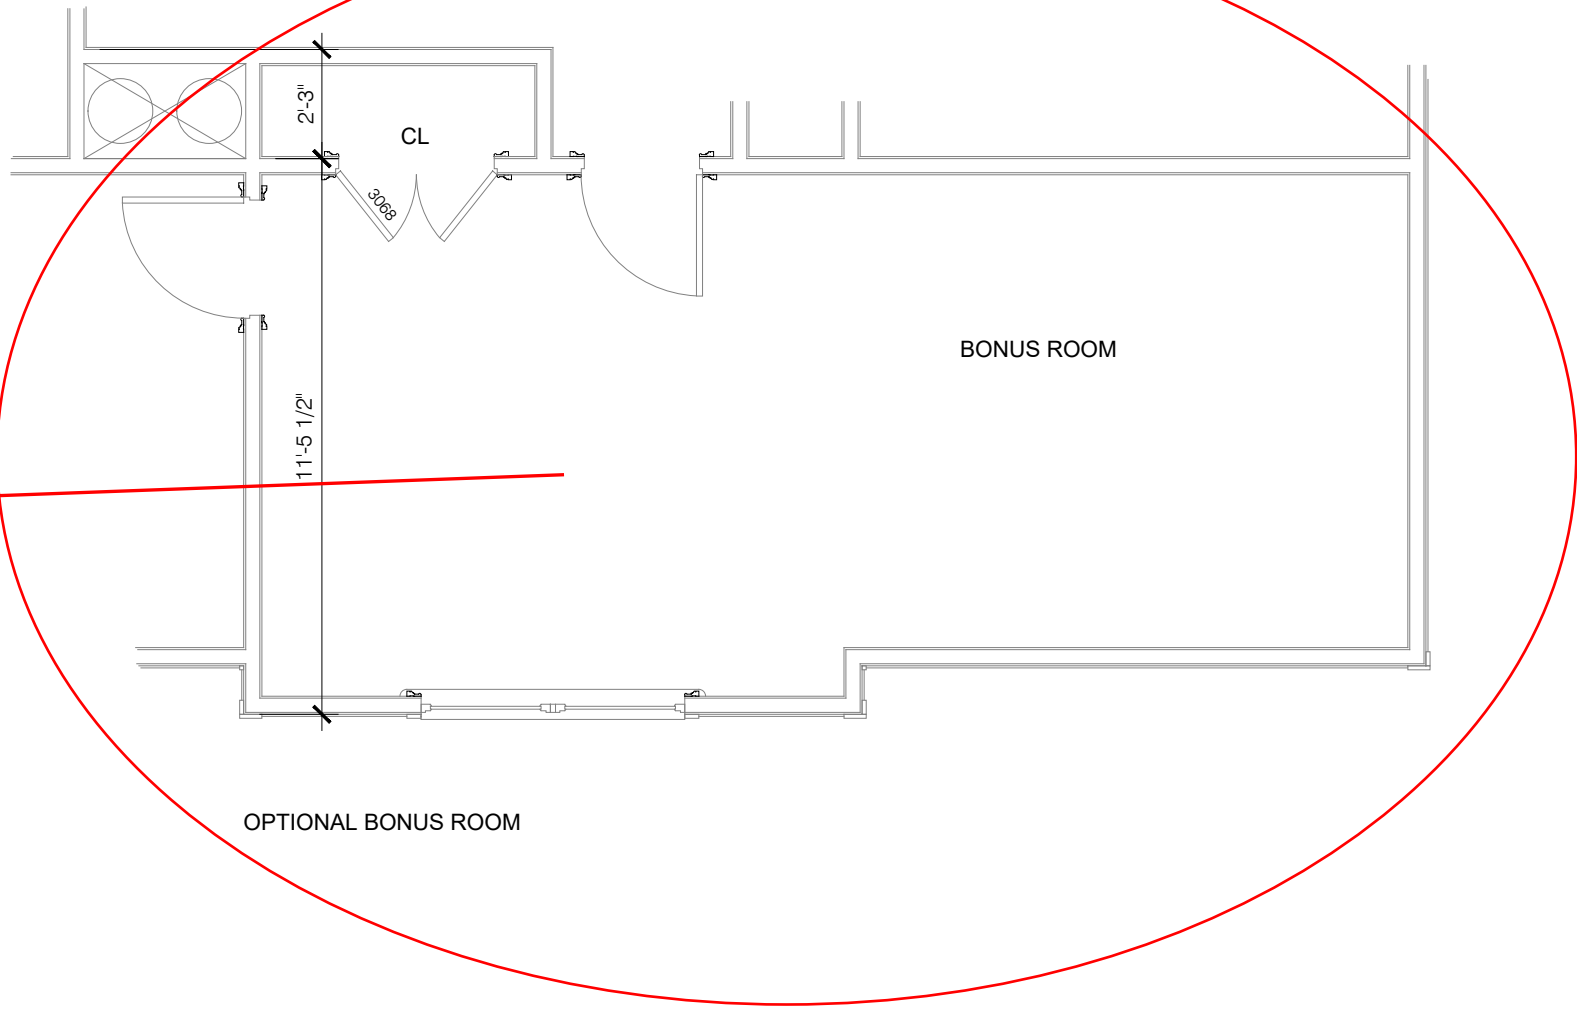 2'-3"
CL
3068
BONUS ROOM
11'-5 1/2"
OPTIONAL BONUS ROOM